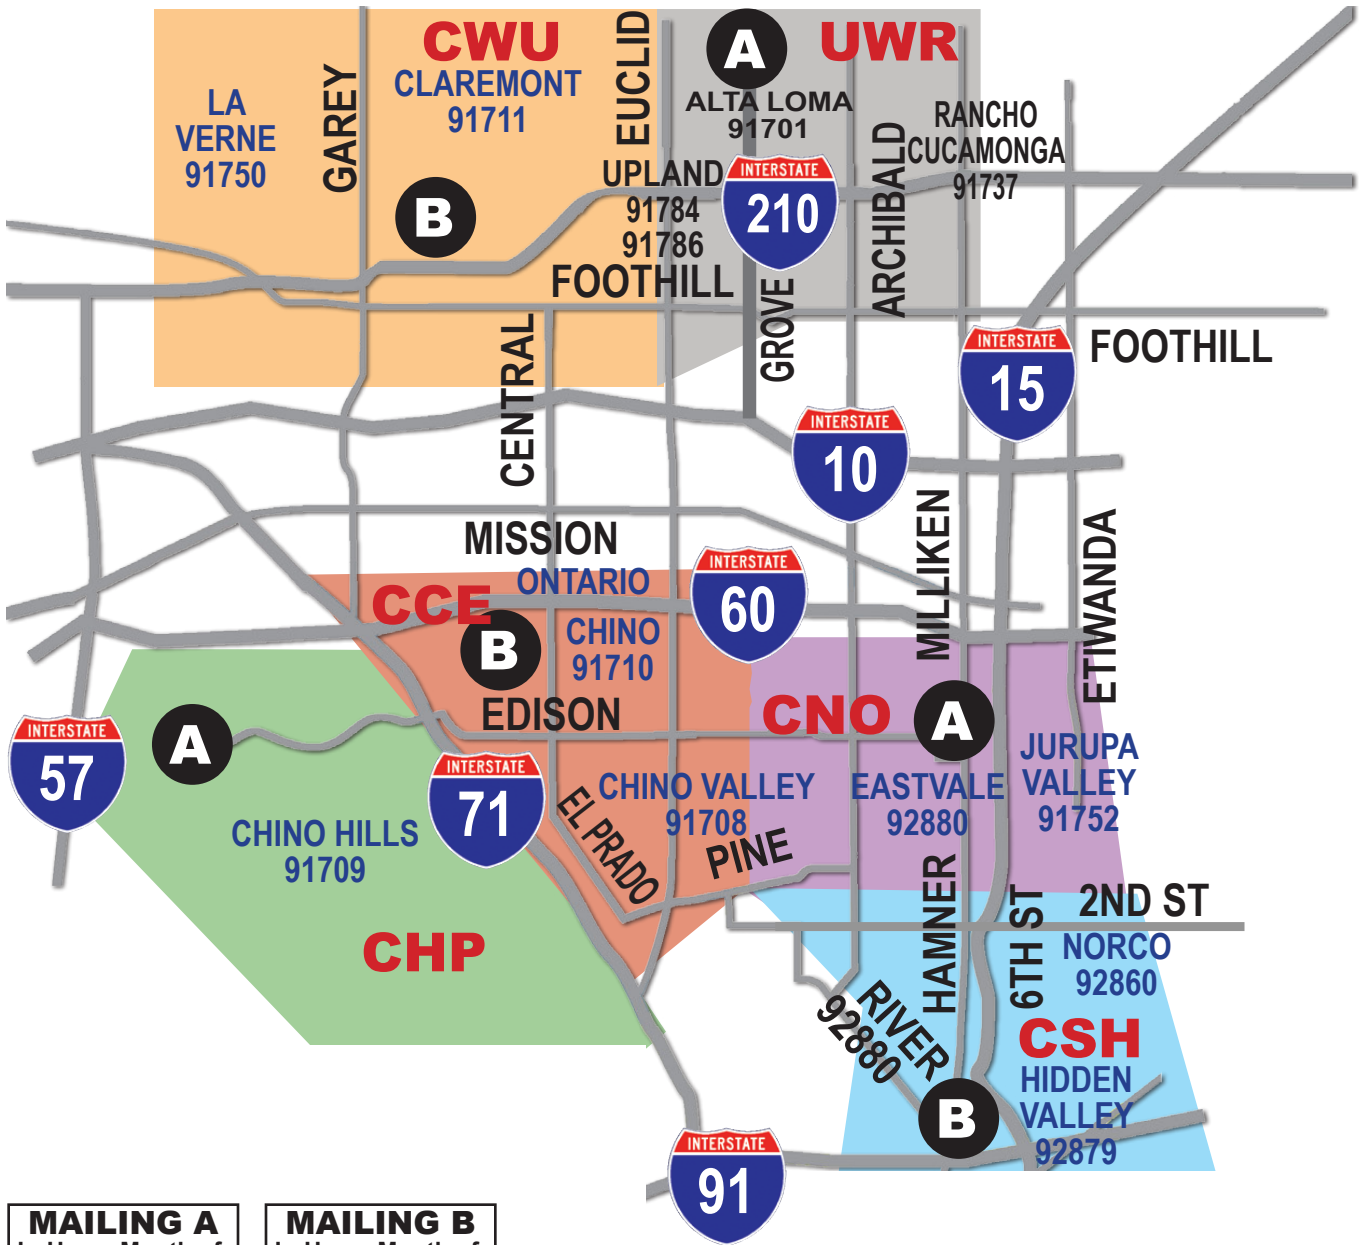 CWU
CLAREMONT
91711
LA
VERNE
91750
GAREY
EUCLID
A
UWR
ALTA LOMA
91701
RANCHO
CUCAMONGA
91737
B
UPLAND
91784
91786
INTERSTATE
210
ARCHIBALD
FOOTHILL
GROVE
CENTRAL
INTERSTATE
15
FOOTHILL
INTERSTATE
10
MISSION
MILLIKEN
ETIWANDA
CCE
ONTARIO
INTERSTATE
60
B
CHINO
91710
EDISON
CNO
A
A
INTERSTATE
57
INTERSTATE
71
JURUPA
VALLEY
91752
CHINO VALLEY
91708
EASTVALE
92880
EL PRADO
PINE
CHINO HILLS
91709
CHP
HAMNER
6TH ST
2ND ST
NORCO
92860
RIVER
92880
CSH
HIDDEN
VALLEY
92879
B
INTERSTATE
91
MAILING A
MAILING B